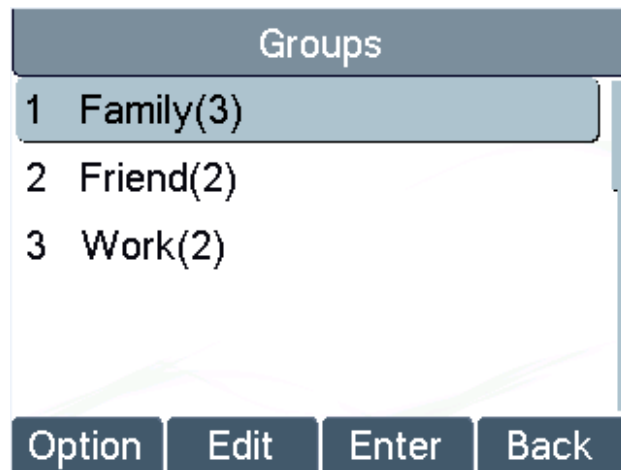 Groups
1 Family(3)
2 Friend(2)
3 Work(2)
Option Edit Enter Back